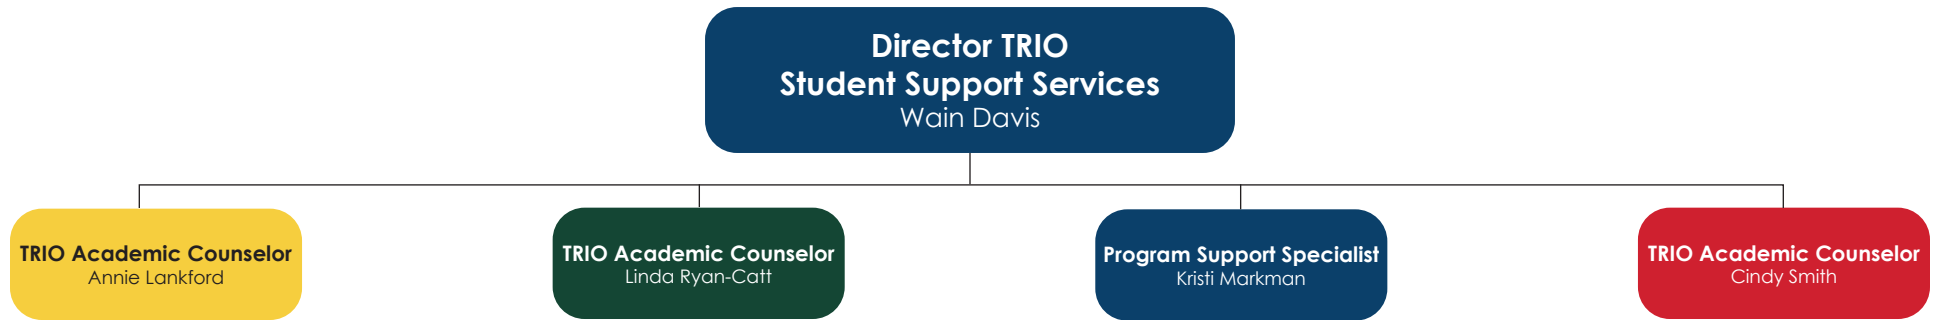 Director TRIO
Student Support Services
Wain Davis
TRIO Academic Counselor
Annie Lankford
TRIO Academic Counselor
Linda Ryan-Catt
Program Support Specialist
Kristi Markman
TRIO Academic Counselor
Cindy Smith